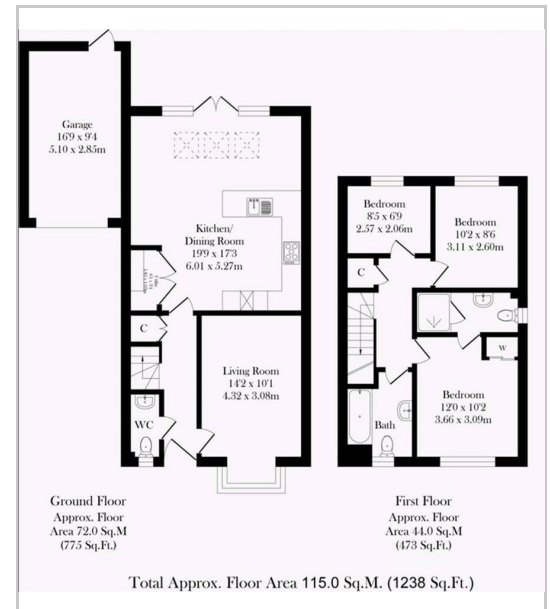 Garage
16'9 x 9'4
5.10 x 2.85m
Kitchen/
Dining Room
19'9 x 17'3
6.01 x 5.27m
C
Living Room
14'2 x 10'1
4.32 x 3.08m
WC
Ground Floor
Approx. Floor
Area 72.0 Sq.M
(775 Sq.Ft.)
Bedroom
8'5 x 6'9
2.57 x 2.06m
Bedroom
10'2 x 8'6
3.11 x 2.60m
C
W
Bedroom
12'0 x 10'2
3.66 x 3.09m
Bath
First Floor
Approx. Floor
Area 44.0 Sq.M
(473 Sq.Ft.)
Total Approx. Floor Area 115.0 Sq.M. (1238 Sq.Ft.)